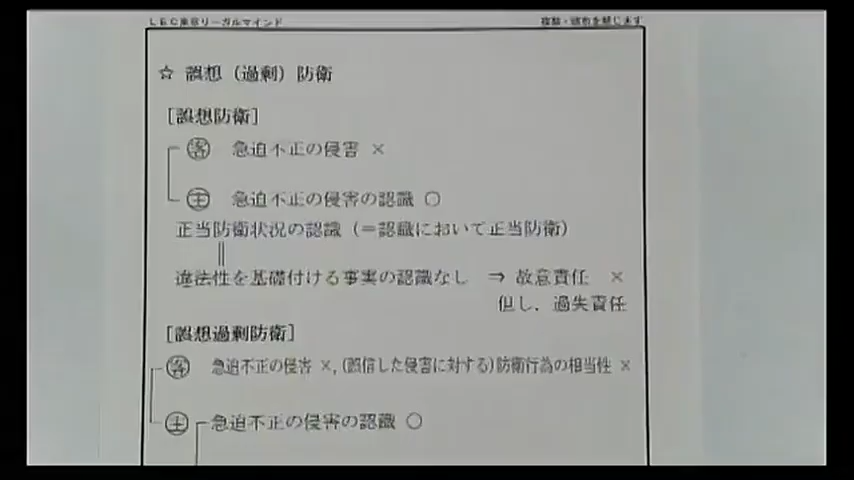 LEC東京リーガルマインド 複製・頒布を禁じます
☆ 誤想（過剰）防衛
［誤想防衛］
客 急迫不正の侵害 ×
主 急迫不正の侵害の認識 ○
正当防衛状況の認識（＝認識において正当防衛）
||
違法性を基礎付ける事実の認識なし ⇒ 故意責任 ×
但し，過失責任
［誤想過剰防衛］
客 急迫不正の侵害 ×，（誤信した侵害に対する）防衛行為の相当性 ×
主 急迫不正の侵害の認識 ○